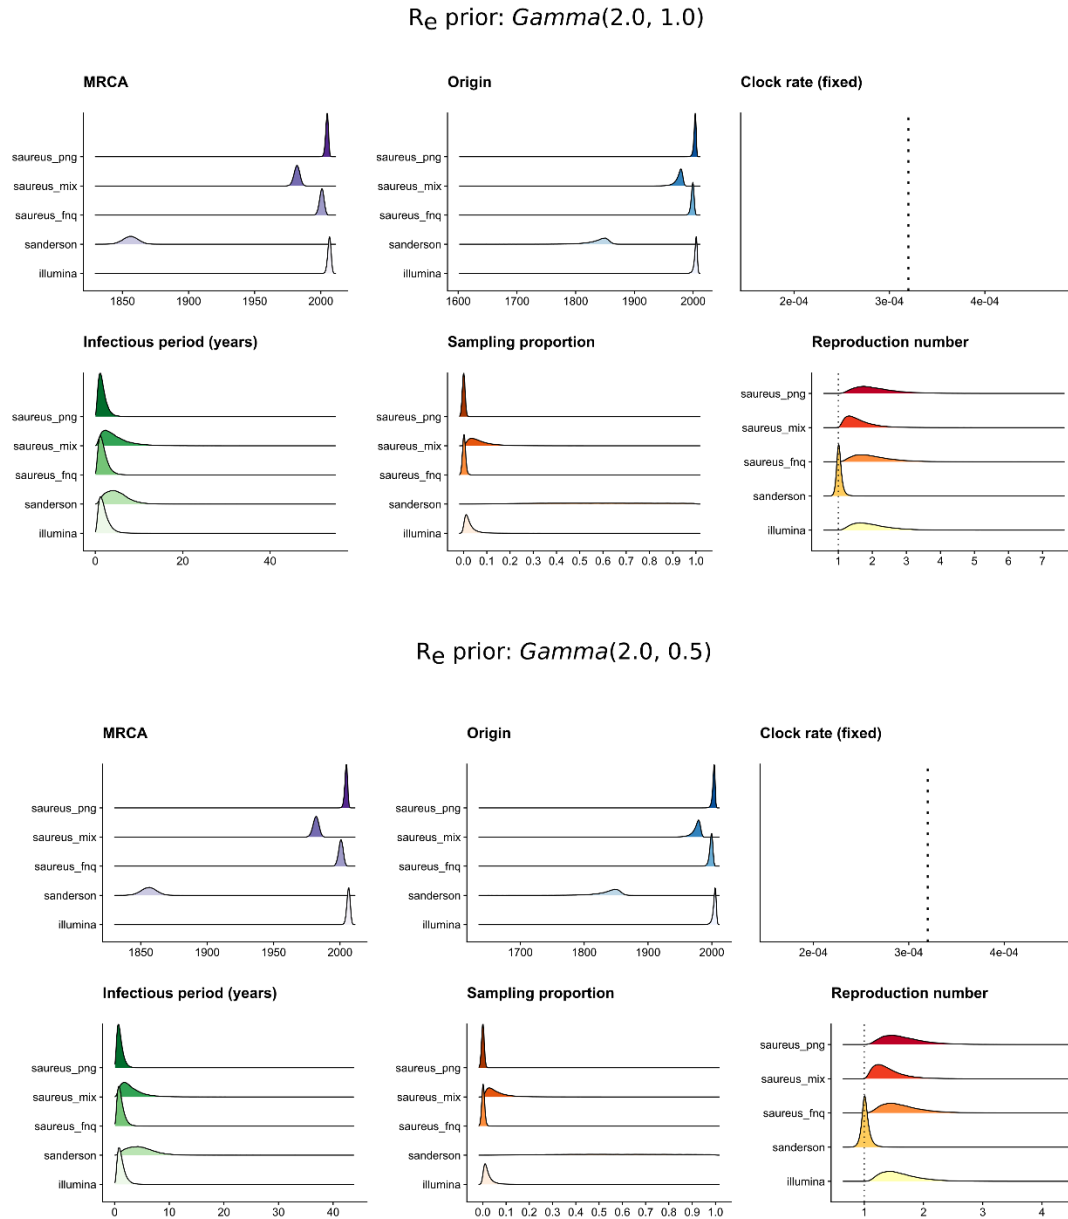 Re prior: Gamma(2.0, 1.0)
MRCA
saureus_png
saureus_mix
saureus_fnq
sanderson
illumina
1850 1900 1950 2000
Origin
saureus_png
saureus_mix
saureus_fnq
sanderson
illumina
1600 1700 1800 1900 2000
Clock rate (fixed)
2e-04 3e-04 4e-04
Infectious period (years)
saureus_png
saureus_mix
saureus_fnq
sanderson
illumina
0 20 40
Sampling proportion
saureus_png
saureus_mix
saureus_fnq
sanderson
illumina
0.0 0.1 0.2 0.3 0.4 0.5 0.6 0.7 0.8 0.9 1.0
Reproduction number
saureus_png
saureus_mix
saureus_fnq
sanderson
illumina
1 2 3 4 5 6 7
Re prior: Gamma(2.0, 0.5)
MRCA
saureus_png
saureus_mix
saureus_fnq
sanderson
illumina
1850 1900 1950 2000
Origin
saureus_png
saureus_mix
saureus_fnq
sanderson
illumina
1700 1800 1900 2000
Clock rate (fixed)
2e-04 3e-04 4e-04
Infectious period (years)
saureus_png
saureus_mix
saureus_fnq
sanderson
illumina
0 10 20 30 40
Sampling proportion
saureus_png
saureus_mix
saureus_fnq
sanderson
illumina
0.0 0.1 0.2 0.3 0.4 0.5 0.6 0.7 0.8 0.9 1.0
Reproduction number
saureus_png
saureus_mix
saureus_fnq
sanderson
illumina
1 2 3 4